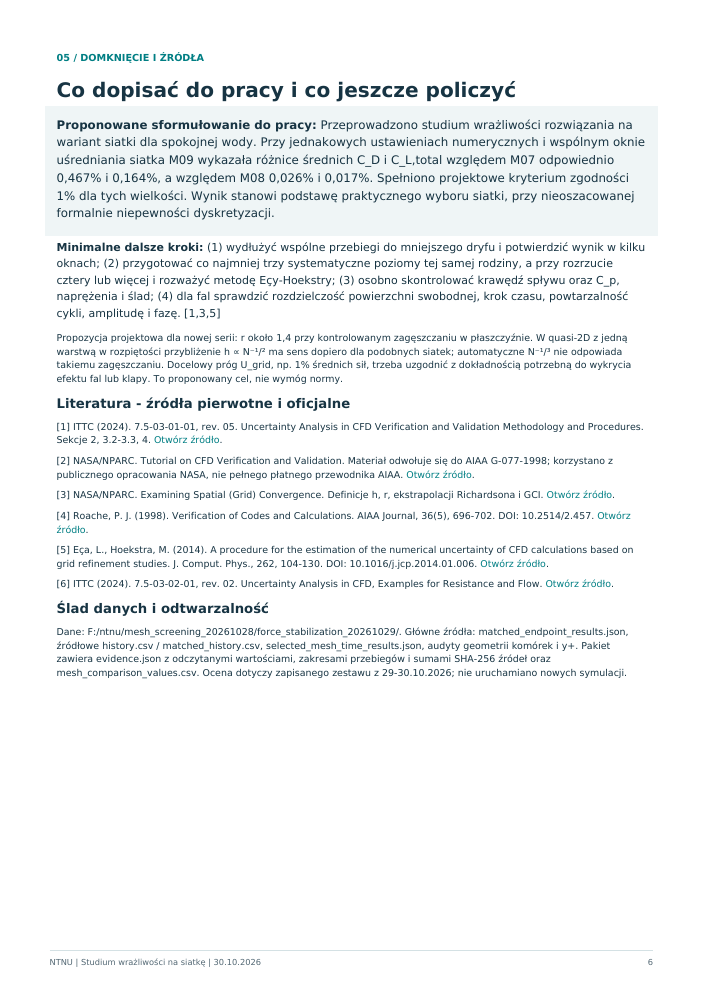 05 / DOMKNIĘCIE I ŹRÓDŁA
Co dopisać do pracy i co jeszcze policzyć
Proponowane sformułowanie do pracy: Przeprowadzono studium wrażliwości rozwiązania na
wariant siatki dla spokojnej wody. Przy jednakowych ustawieniach numerycznych i wspólnym oknie
uśredniania siatka M09 wykazała różnice średnich C_D i C_L,total względem M07 odpowiednio
0,467% i 0,164%, a względem M08 0,026% i 0,017%. Spełniono projektowe kryterium zgodności
1% dla tych wielkości. Wynik stanowi podstawę praktycznego wyboru siatki, przy nieoszacowanej
formalnie niepewności dyskretyzacji.
Minimalne dalsze kroki: (1) wydłużyć wspólne przebiegi do mniejszego dryfu i potwierdzić wynik w kilku
oknach; (2) przygotować co najmniej trzy systematyczne poziomy tej samej rodziny, a przy rozrzucie
cztery lub więcej i rozważyć metodę Eçy-Hoekstry; (3) osobno skontrolować krawędź spływu oraz C_p,
naprężenia i ślad; (4) dla fal sprawdzić rozdzielczość powierzchni swobodnej, krok czasu, powtarzalność
cykli, amplitudę i fazę. [1,3,5]
Propozycja projektowa dla nowej serii: r około 1,4 przy kontrolowanym zagęszczaniu w płaszczyźnie. W quasi-2D z jedną
warstwą w rozpiętości przybliżenie h ∝ N⁻¹/² ma sens dopiero dla podobnych siatek; automatyczne N⁻¹/³ nie odpowiada
takiemu zagęszczaniu. Docelowy próg U_grid, np. 1% średnich sił, trzeba uzgodnić z dokładnością potrzebną do wykrycia
efektu fal lub klapy. To proponowany cel, nie wymóg normy.
Literatura - źródła pierwotne i oficjalne
[1] ITTC (2024). 7.5-03-01-01, rev. 05. Uncertainty Analysis in CFD Verification and Validation Methodology and Procedures.
Sekcje 2, 3.2-3.3, 4. Otwórz źródło.
[2] NASA/NPARC. Tutorial on CFD Verification and Validation. Materiał odwołuje się do AIAA G-077-1998; korzystano z
publicznego opracowania NASA, nie pełnego płatnego przewodnika AIAA. Otwórz źródło.
[3] NASA/NPARC. Examining Spatial (Grid) Convergence. Definicje h, r, ekstrapolacji Richardsona i GCI. Otwórz źródło.
[4] Roache, P. J. (1998). Verification of Codes and Calculations. AIAA Journal, 36(5), 696-702. DOI: 10.2514/2.457. Otwórz
źródło.
[5] Eça, L., Hoekstra, M. (2014). A procedure for the estimation of the numerical uncertainty of CFD calculations based on
grid refinement studies. J. Comput. Phys., 262, 104-130. DOI: 10.1016/j.jcp.2014.01.006. Otwórz źródło.
[6] ITTC (2024). 7.5-03-02-01, rev. 02. Uncertainty Analysis in CFD, Examples for Resistance and Flow. Otwórz źródło.
Ślad danych i odtwarzalność
Dane: F:/ntnu/mesh_screening_20261028/force_stabilization_20261029/. Główne źródła: matched_endpoint_results.json,
źródłowe history.csv / matched_history.csv, selected_mesh_time_results.json, audyty geometrii komórek i y+. Pakiet
zawiera evidence.json z odczytanymi wartościami, zakresami przebiegów i sumami SHA-256 źródeł oraz
mesh_comparison_values.csv. Ocena dotyczy zapisanego zestawu z 29-30.10.2026; nie uruchamiano nowych symulacji.
NTNU | Studium wrażliwości na siatkę | 30.10.2026
6